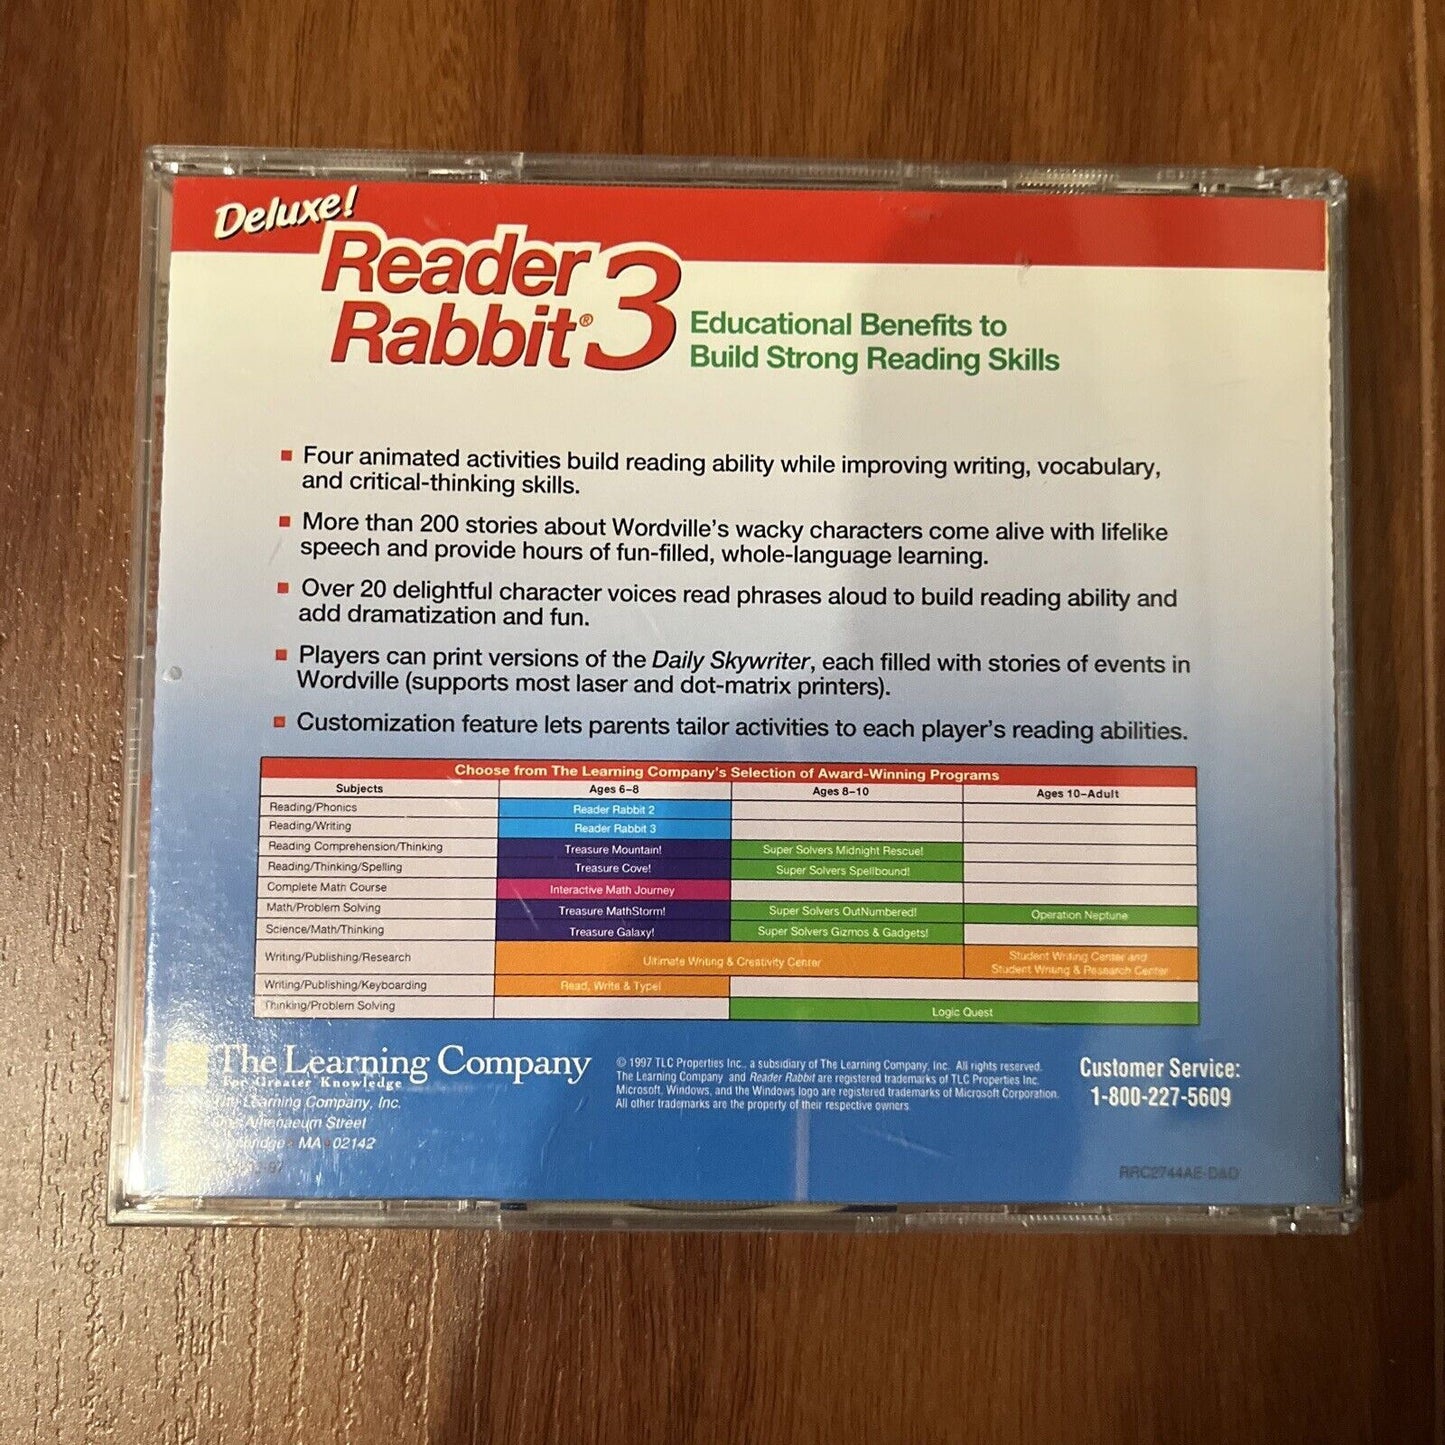 Deluxe!
Reader
Rabbit® 3
Educational Benefits to
Build Strong Reading Skills
Four animated activities build reading ability while improving writing, vocabulary,
and critical-thinking skills.
More than 200 stories about Wordville's wacky characters come alive with lifelike
speech and provide hours of fun-filled, whole-language learning.
Over 20 delightful character voices read phrases aloud to build reading ability and
add dramatization and fun.
Players can print versions of the Daily Skywriter, each filled with stories of events in
Wordville (supports most laser and dot-matrix printers).
Customization feature lets parents tailor activities to each player's reading abilities.
Choose from The Learning Company's Selection of Award-Winning Programs
Subjects Ages 6–8 Ages 8–10 Ages 10–Adult
Reading/Phonics Reader Rabbit 2
Reading/Writing Reader Rabbit 3
Reading Comprehension/Thinking Treasure Mountain! Super Solvers Midnight Rescue!
Reading/Thinking/Spelling Treasure Cove! Super Solvers Spellbound!
Complete Math Course Interactive Math Journey
Math/Problem Solving Treasure MathStorm! Super Solvers OutNumbered! Operation Neptune
Science/Math/Thinking Treasure Galaxy! Super Solvers Gizmos & Gadgets!
Writing/Publishing/Research Ultimate Writing & Creativity Center Student Writing Center and
Student Writing & Research Center
Writing/Publishing/Keyboarding Read, Write & Type!
Thinking/Problem Solving Logic Quest
The Learning Company
For Greater Knowledge
The Learning Company, Inc.
One Athenaeum Street
MA • 02142
© 1997 TLC Properties Inc., a subsidiary of The Learning Company, Inc. All rights reserved.
The Learning Company and Reader Rabbit are registered trademarks of TLC Properties Inc.
Microsoft, Windows, and the Windows logo are registered trademarks of Microsoft Corporation.
All other trademarks are the property of their respective owners.
Customer Service:
1-800-227-5609
RRC2744AE-D&D